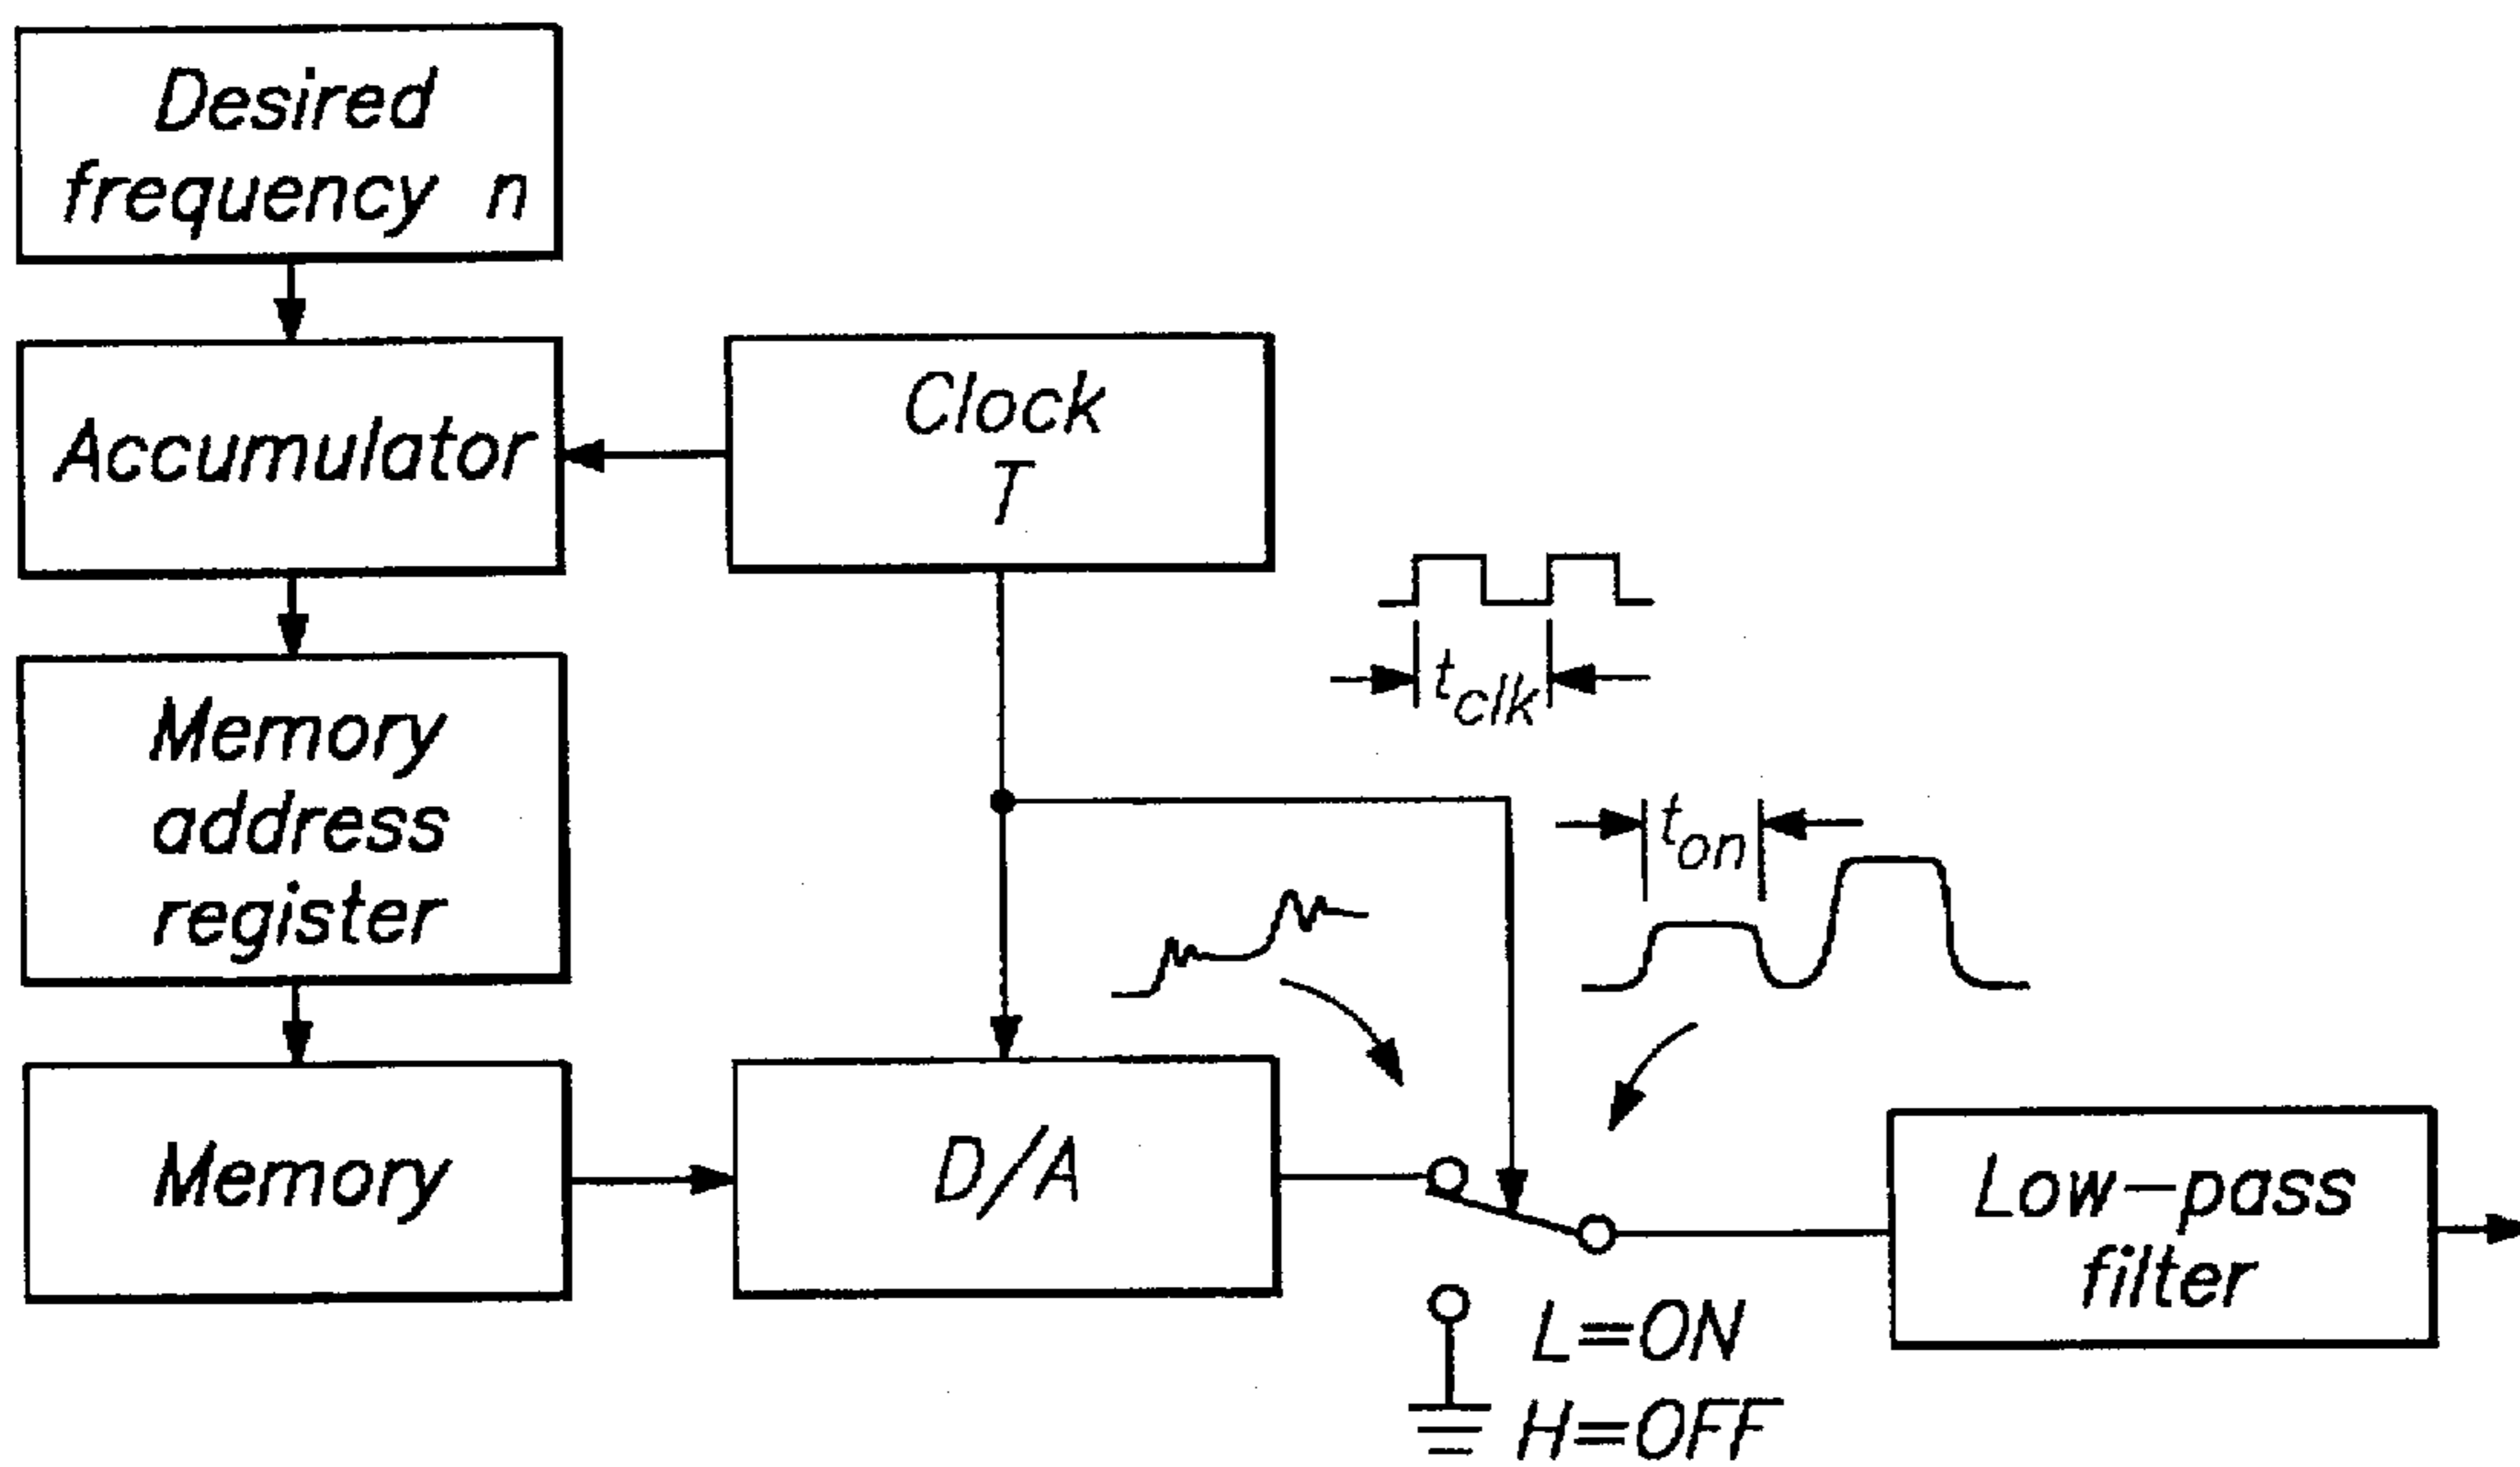 Desired
frequency n
Accumulator
Clock
T
t_clk
Memory
address
register
t_on
Memory
D/A
Low-pass
filter
L=ON
H=OFF